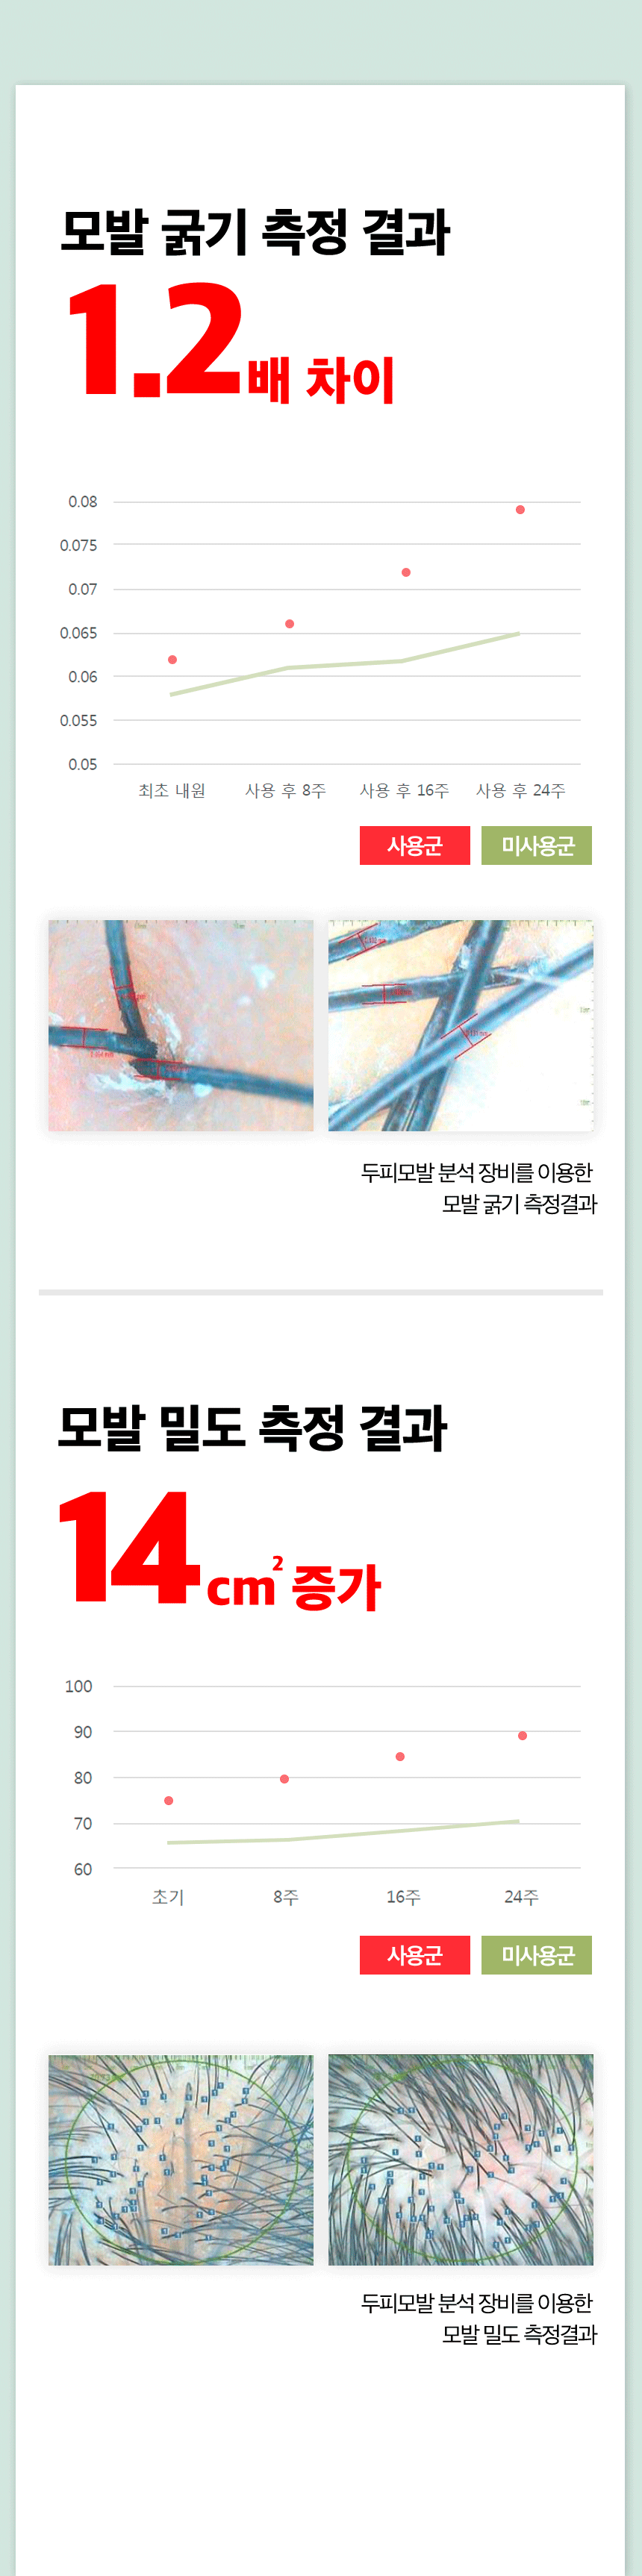 모발 굵기 측정 결과
1.2배 차이
0.08
0.075
0.07
0.065
0.06
0.055
0.05
최초 내원 사용 후 8주 사용 후 16주 사용 후 24주
사용군 미사용군
두피모발 분석 장비를 이용한
모발 굵기 측정결과
모발 밀도 측정 결과
14cm² 증가
100
90
80
70
60
초기 8주 16주 24주
사용군 미사용군
두피모발 분석 장비를 이용한
모발 밀도 측정결과